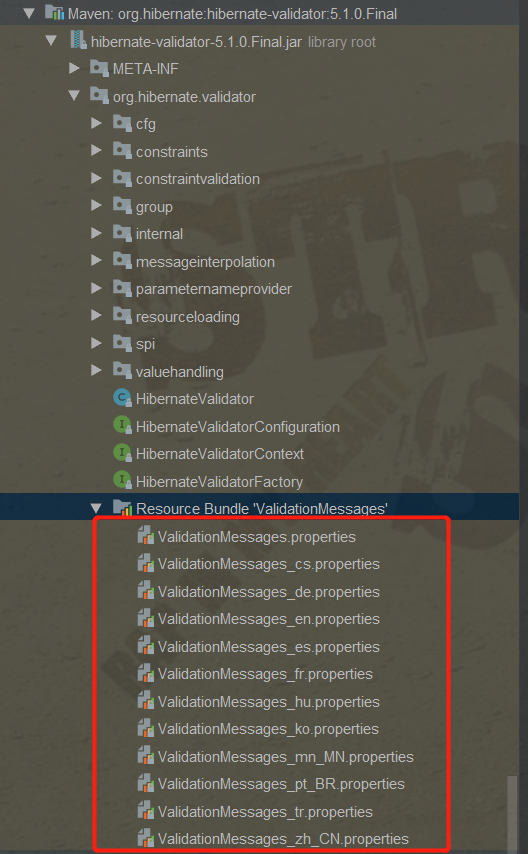 Maven: org.hibernate:hibernate-validator:5.1.0.Final
hibernate-validator-5.1.0.Final.jar library root
META-INF
org.hibernate.validator
cfg
constraints
constraintvalidation
group
internal
messageinterpolation
parameternameprovider
resourceloading
spi
valuehandling
HibernateValidator
HibernateValidatorConfiguration
HibernateValidatorContext
HibernateValidatorFactory
Resource Bundle 'ValidationMessages'
ValidationMessages.properties
ValidationMessages_cs.properties
ValidationMessages_de.properties
ValidationMessages_en.properties
ValidationMessages_es.properties
ValidationMessages_fr.properties
ValidationMessages_hu.properties
ValidationMessages_ko.properties
ValidationMessages_mn_MN.properties
ValidationMessages_pt_BR.properties
ValidationMessages_tr.properties
ValidationMessages_zh_CN.properties